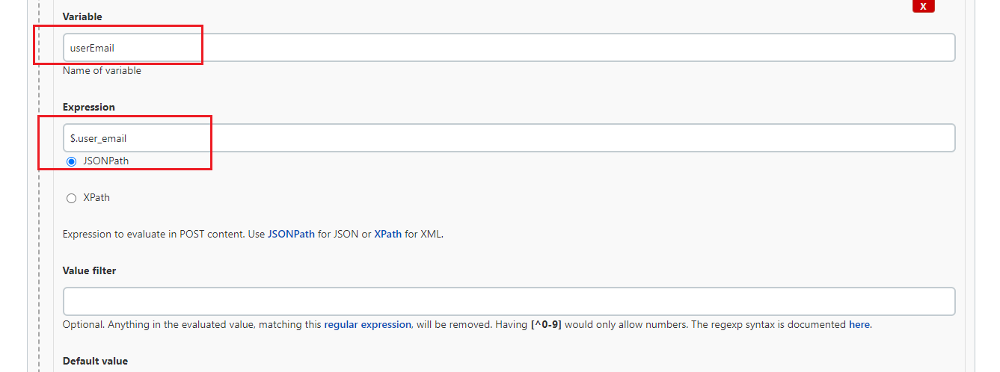 X
Variable
userEmail
Name of variable
Expression
$.user_email
JSONPath
XPath
Expression to evaluate in POST content. Use JSONPath for JSON or XPath for XML.
Value filter
Optional. Anything in the evaluated value, matching this regular expression, will be removed. Having [^0-9] would only allow numbers. The regexp syntax is documented here.
Default value